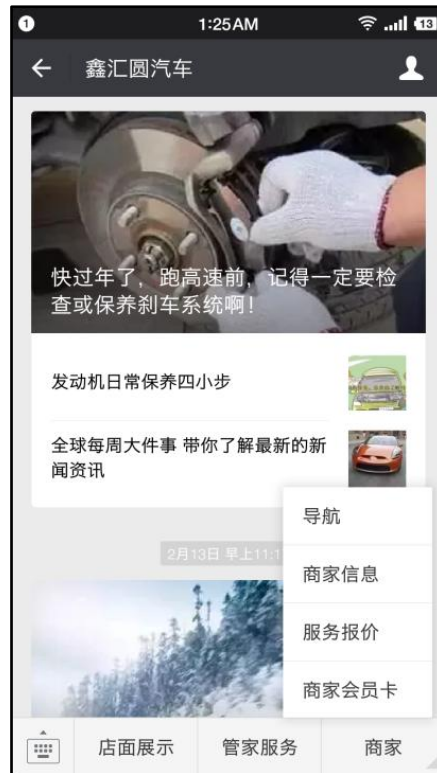 1
1:25AM
13
鑫汇圆汽车
快过年了，跑高速前，记得一定要检
查或保养刹车系统啊！
发动机日常保养四小步
全球每周大件事 带你了解最新的新
闻资讯
2月13日 早上11:1
导航
商家信息
服务报价
商家会员卡
店面展示
管家服务
商家